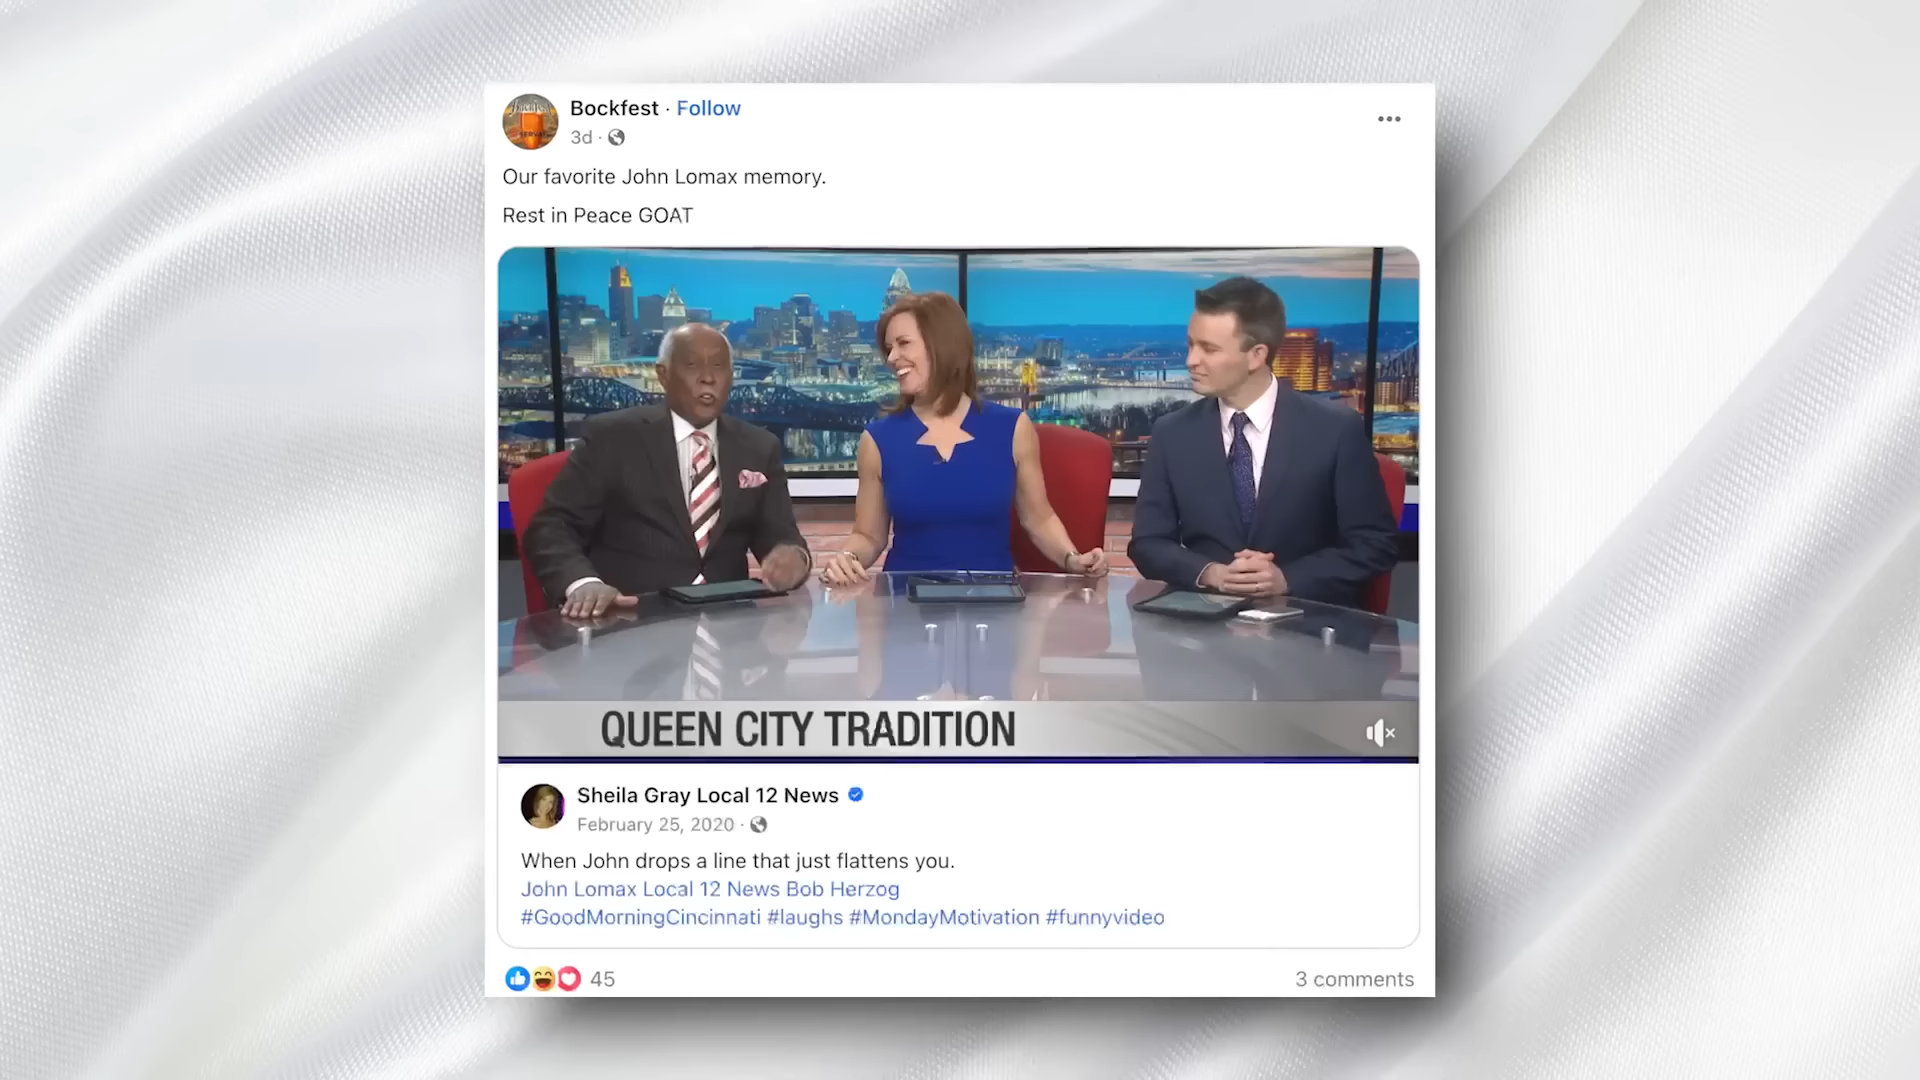 Bockfest · Follow
3d ·
Our favorite John Lomax memory.
Rest in Peace GOAT
QUEEN CITY TRADITION
Sheila Gray Local 12 News
February 25, 2020 ·
When John drops a line that just flattens you.
John Lomax Local 12 News Bob Herzog
#GoodMorningCincinnati #laughs #MondayMotivation #funnyvideo
45
3 comments